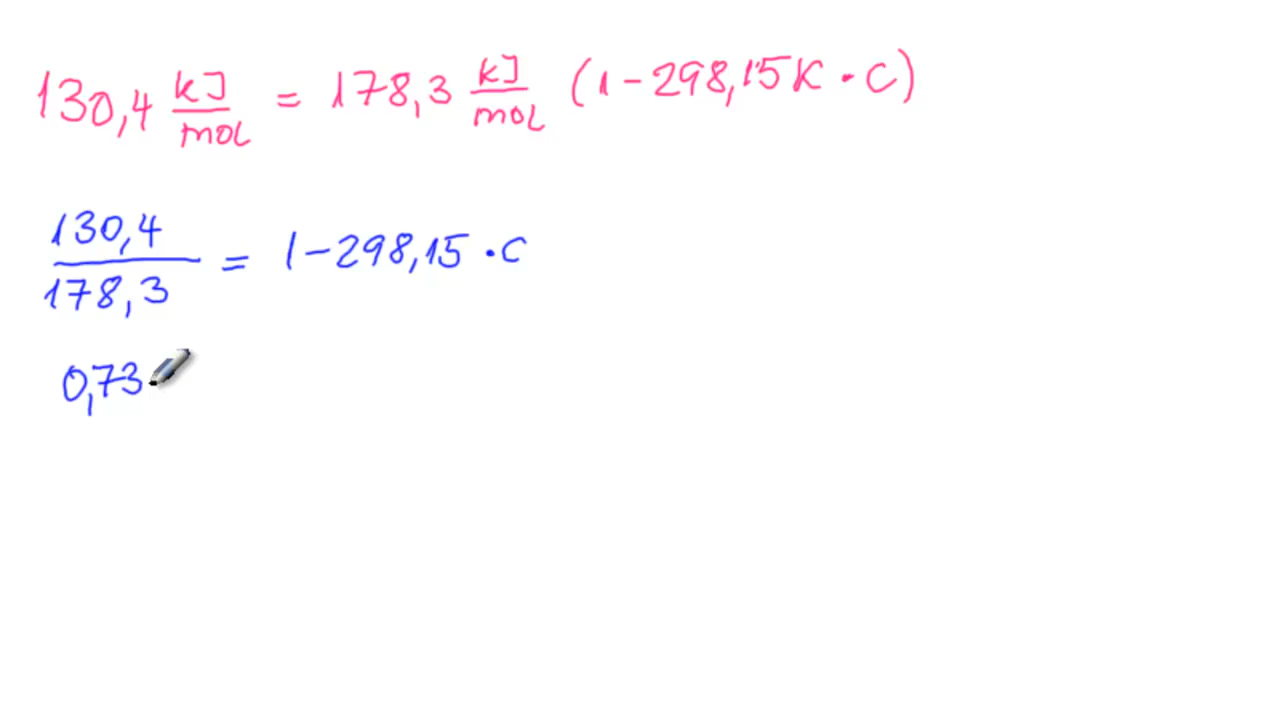 130,4 kJ/mol = 178,3 kJ/mol (1 - 298,15K · C)
130,4/178,3 = 1 - 298,15 · C
0,73